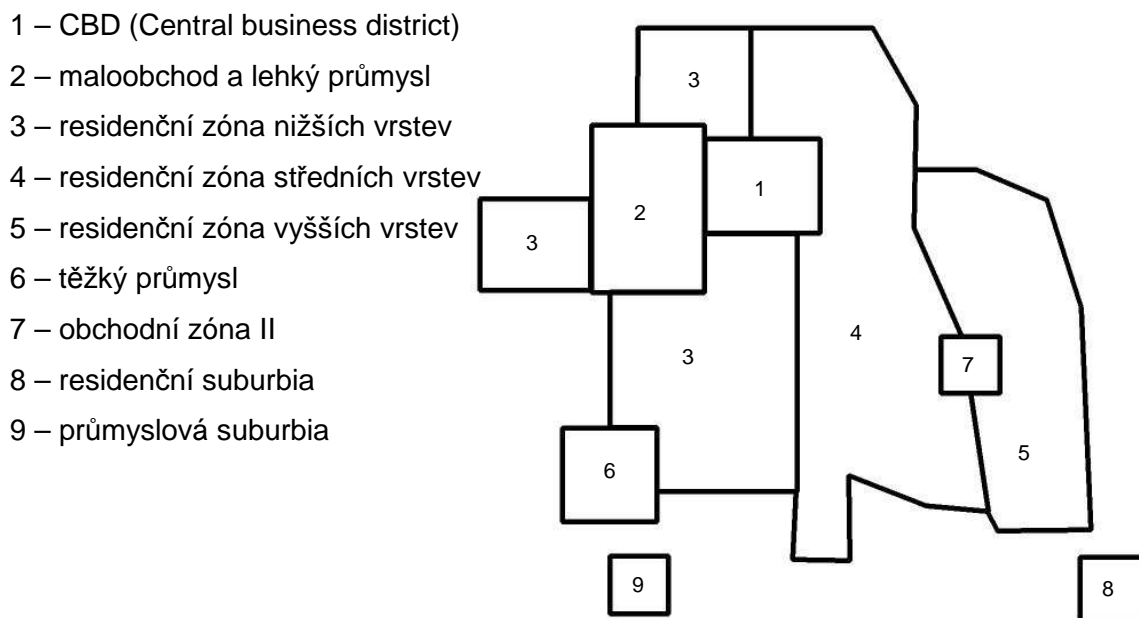 1 – CBD (Central business district)
2 – maloobchod a lehký průmysl
3 – residenční zóna nižších vrstev
4 – residenční zóna středních vrstev
5 – residenční zóna vyšších vrstev
6 – těžký průmysl
7 – obchodní zóna II
8 – residenční suburbia
9 – průmyslová suburbia
3
1
2
3
4
3
7
5
6
9
8